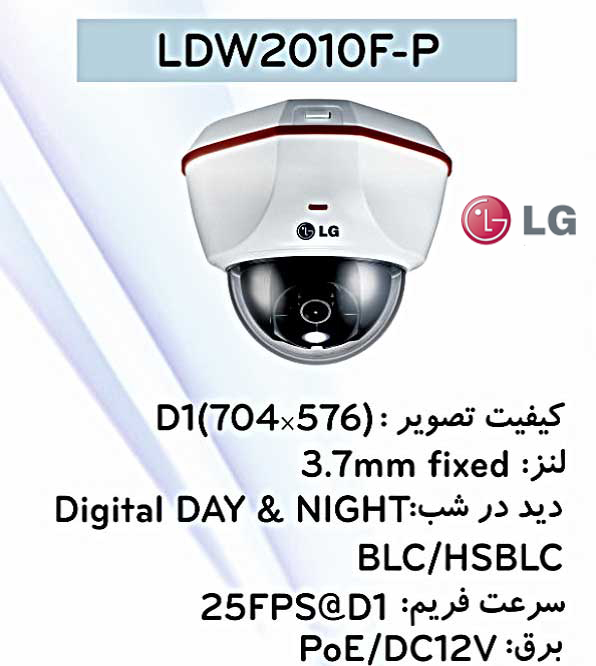 LDW2010F-P
LG
LG
کیفیت تصویر : D1(704×576)
لنز: 3.7mm fixed
دید در شب:Digital DAY & NIGHT
BLC/HSBLC
سرعت فریم: 25FPS@D1
برق: PoE/DC12V